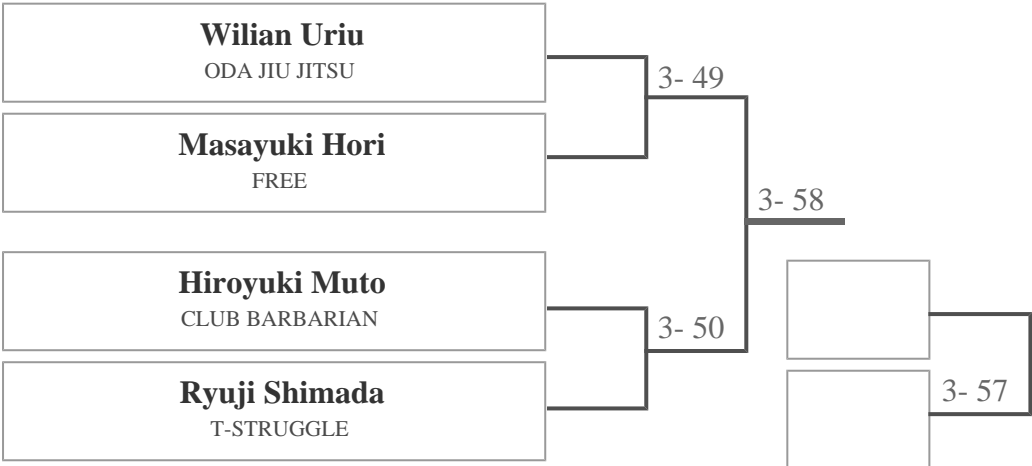 Wilian Uriu
ODA JIU JITSU
3- 49
Masayuki Hori
FREE
3- 58
Hiroyuki Muto
CLUB BARBARIAN
3- 50
Ryuji Shimada
T-STRUGGLE
3- 57